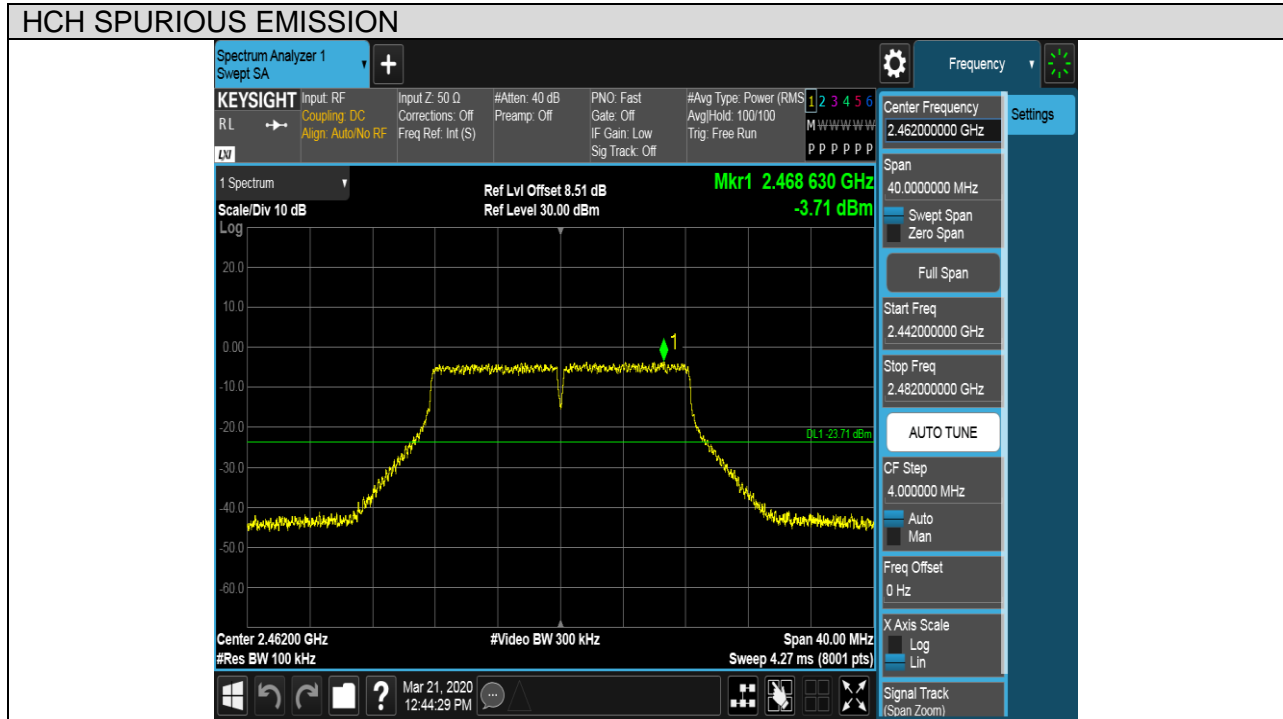 HCH SPURIOUS EMISSION
Spectrum Analyzer 1
Swept SA
+
Frequency
KEYSIGHT
RL
LXI
Input: RF
Coupling: DC
Align: Auto/No RF
Input Z: 50 Ω
Corrections: Off
Freq Ref: Int (S)
#Atten: 40 dB
Preamp: Off
PNO: Fast
Gate: Off
IF Gain: Low
Sig Track: Off
#Avg Type: Power (RMS
Avg|Hold: 100/100
Trig: Free Run
1 2 3 4 5 6
M W W W W W
P P P P P P
1 Spectrum
Scale/Div 10 dB
Log
Ref Lvl Offset 8.51 dB
Ref Level 30.00 dBm
Mkr1 2.468 630 GHz
-3.71 dBm
20.0
10.0
0.00
-10.0
-20.0
-30.0
-40.0
-50.0
-60.0
1
DL1 -23.71 dBm
Center 2.46200 GHz
#Res BW 100 kHz
#Video BW 300 kHz
Span 40.00 MHz
Sweep 4.27 ms (8001 pts)
Center Frequency
2.462000000 GHz
Settings
Span
40.0000000 MHz
Swept Span
Zero Span
Full Span
Start Freq
2.442000000 GHz
Stop Freq
2.482000000 GHz
AUTO TUNE
CF Step
4.000000 MHz
Auto
Man
Freq Offset
0 Hz
X Axis Scale
Log
Lin
Signal Track
(Span Zoom)
?
Mar 21, 2020
12:44:29 PM